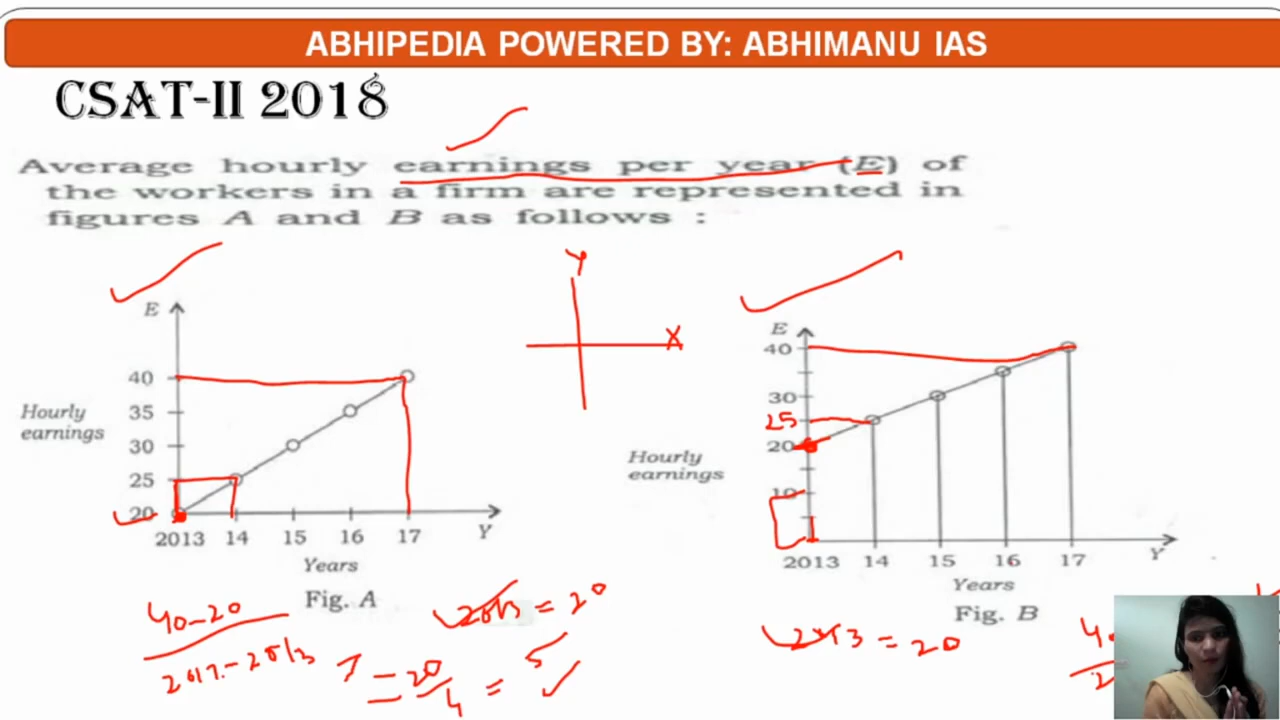 ABHIPEDIA POWERED BY: ABHIMANU IAS
CSAT-II 2018
Average hourly earnings per year (E) of
the workers in a firm are represented in
figures A and B as follows :
Y
X
E
40
35
30
25
20
Hourly
earnings
2013 14 15 16 17 Y
Years
Fig. A
E
40
30
25
20
10
Hourly
earnings
2013 14 15 16 17 Y
Years
Fig. B
40-20
2017-2013
= 20
4
= 5
2013 = 20
2013 = 20